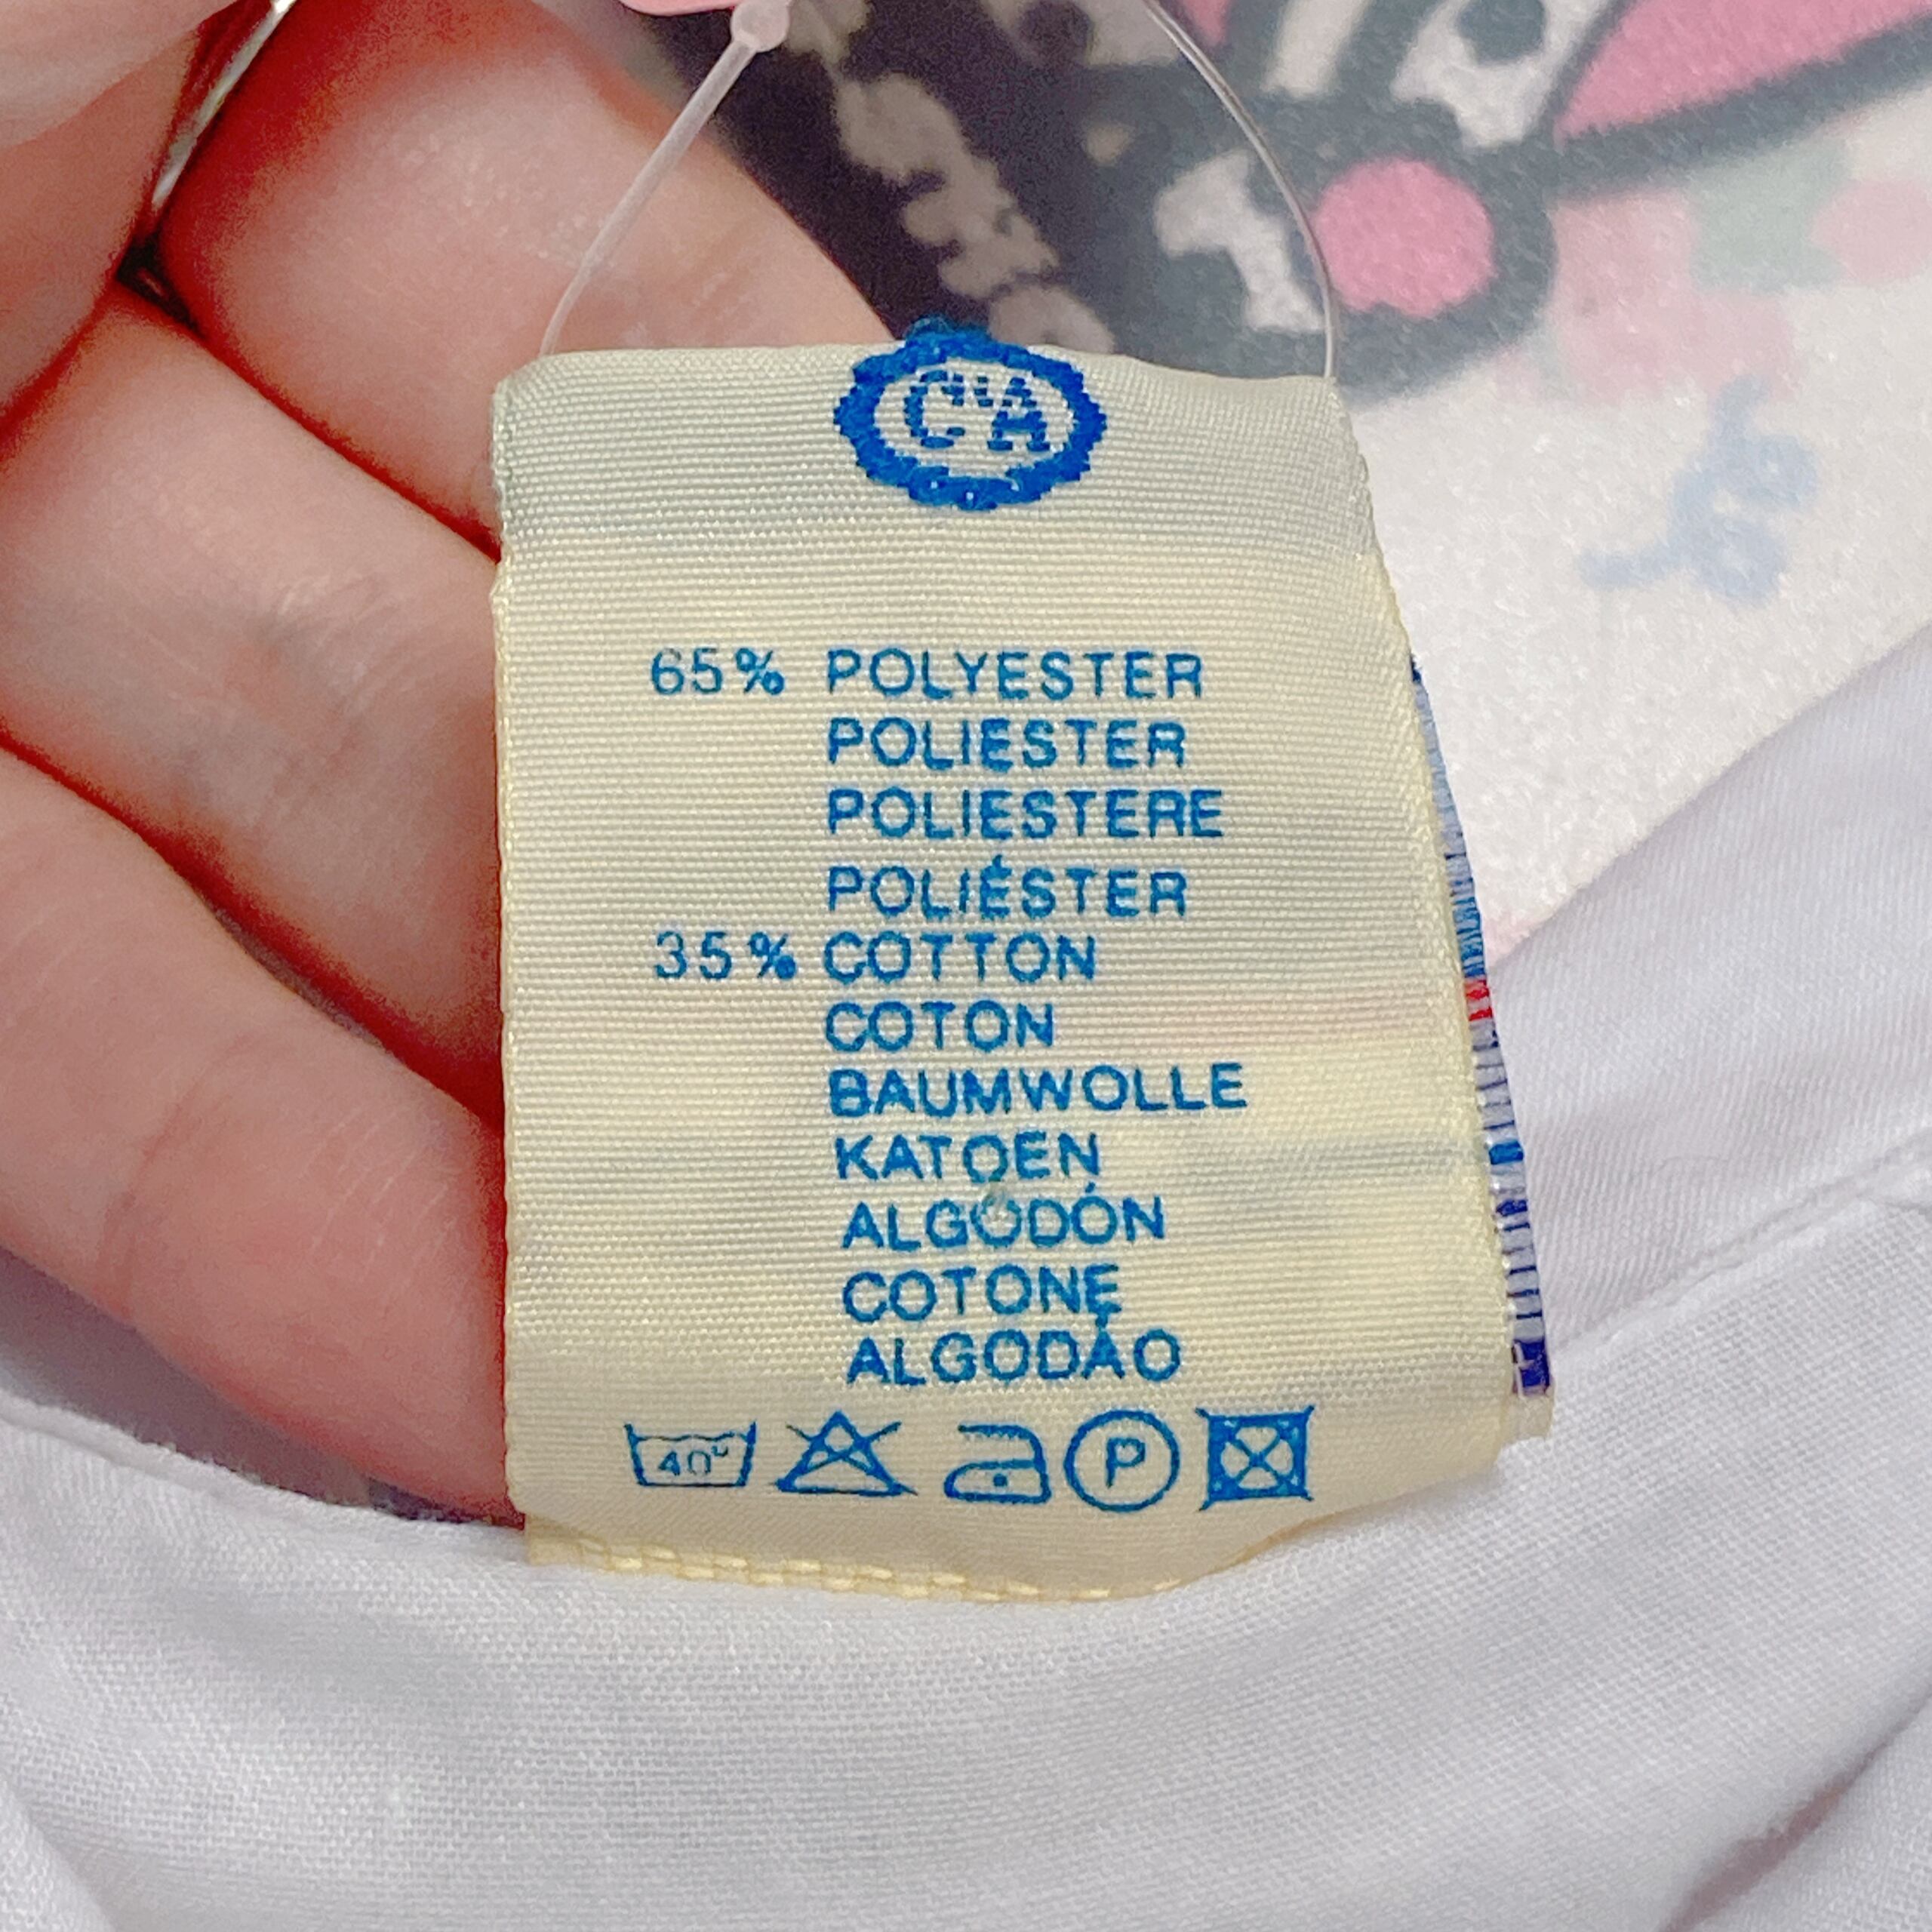 C&A
65% POLYESTER
POLIESTER
POLIESTERE
POLIÉSTER
35% COTTON
COTON
BAUMWOLLE
KATOEN
ALGODÓN
COTONE
ALGODÃO
40° P